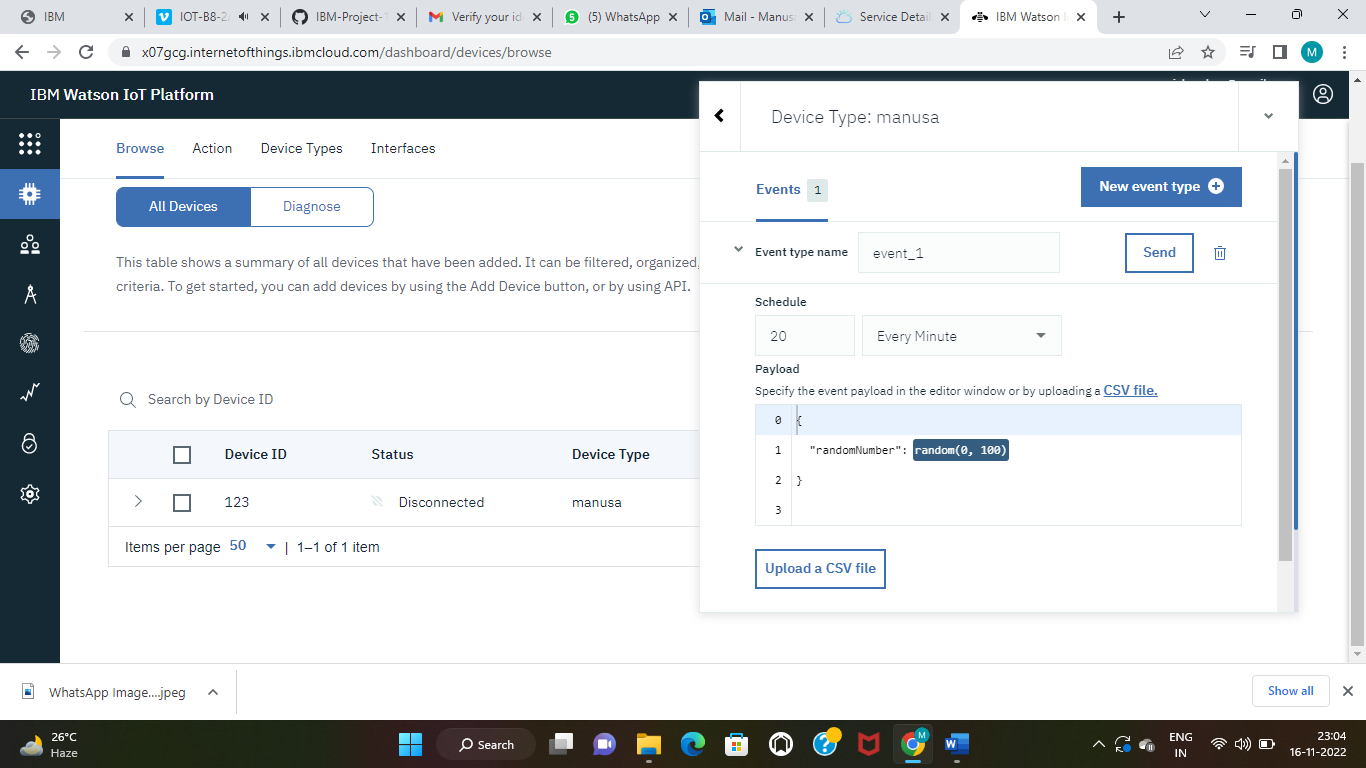 IBM
IOT-B8-2
IBM-Project-1
Verify your id
(5) WhatsApp
Mail - Manusa
Service Detail
IBM Watson I
x07gcg.internetofthings.ibmcloud.com/dashboard/devices/browse
M
IBM Watson IoT Platform
Browse Action Device Types Interfaces
All Devices Diagnose
This table shows a summary of all devices that have been added. It can be filtered, organized,
criteria. To get started, you can add devices by using the Add Device button, or by using API.
Search by Device ID
Device ID Status Device Type
123 Disconnected manusa
Items per page 50 | 1–1 of 1 item
Device Type: manusa
Events 1
New event type
Event type name event_1 Send
Schedule
20 Every Minute
Payload
Specify the event payload in the editor window or by uploading a CSV file.
0 {
1 "randomNumber": random(0, 100)
2 }
3
Upload a CSV file
WhatsApp Image....jpeg
Show all
26°C
Haze
Search
M
ENG
IN
23:04
16-11-2022